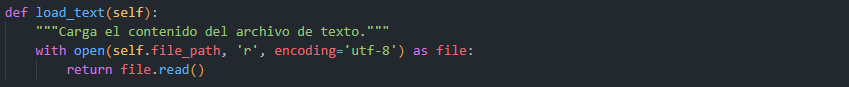 def load_text(self):
    """Carga el contenido del archivo de texto."""
    with open(self.file_path, 'r', encoding='utf-8') as file:
        return file.read()